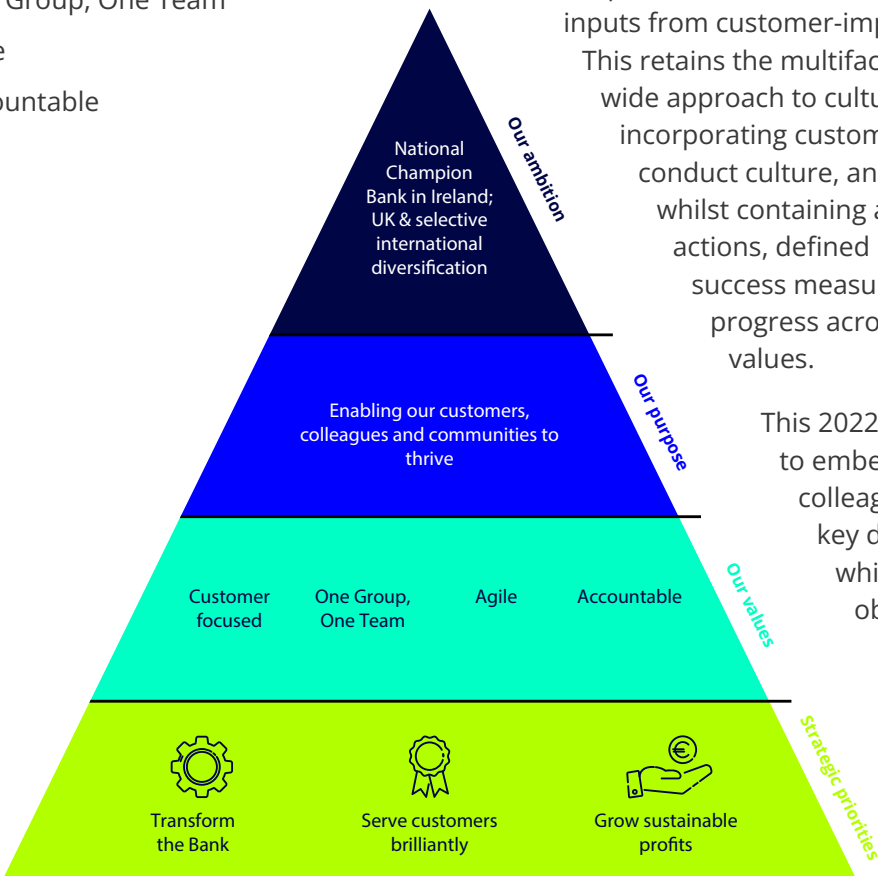 Group, One Team
ountable
National
Champion
Bank in Ireland;
UK & selective
international
diversification
Our ambition
Enabling our customers,
colleagues and communities to
thrive
Our purpose
Customer
focused
One Group,
One Team
Agile
Accountable
Our values
Transform
the Bank
Serve customers
brilliantly
Grow sustainable
profits
Strategic priorities
inputs from customer-imp
This retains the multifac
wide approach to cultu
incorporating custom
conduct culture, an
whilst containing a
actions, defined
success measu
progress acro
values.
This 2022
to embe
colleag
key d
whi
ob